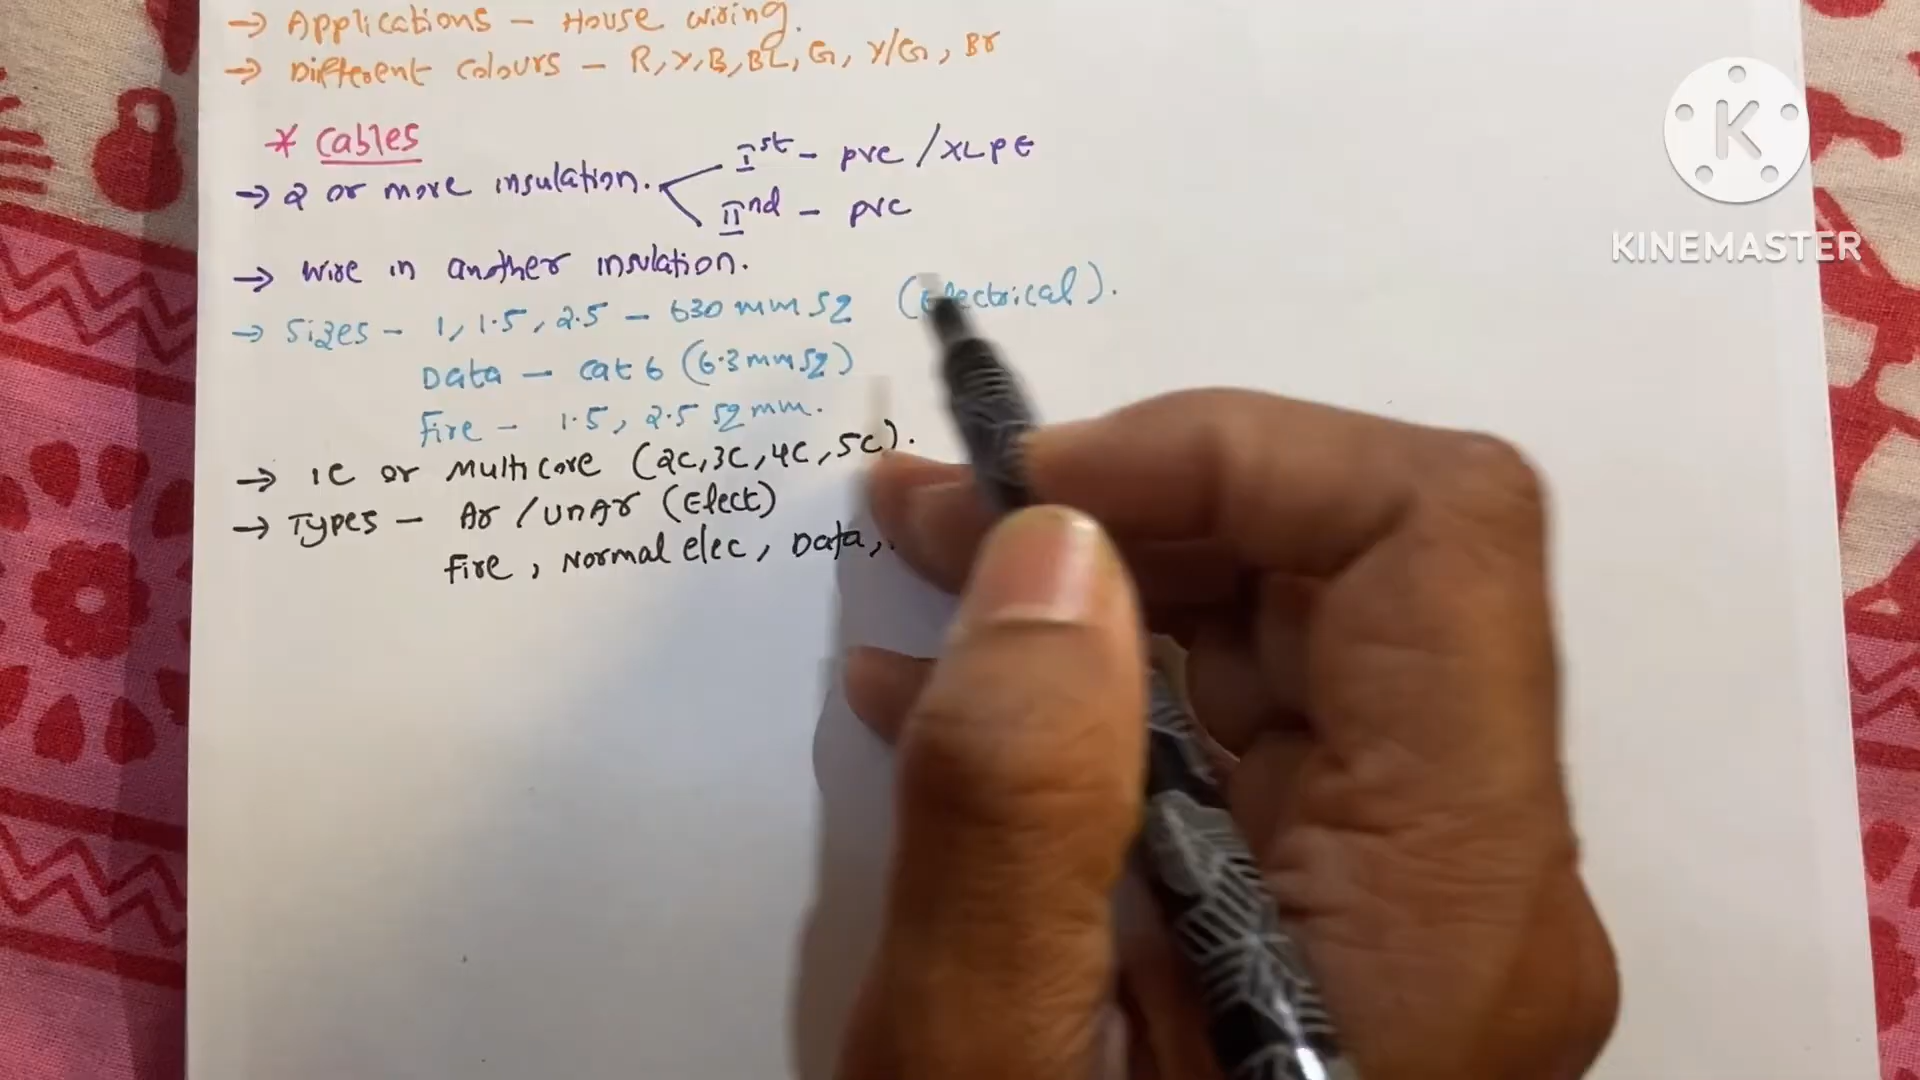 → Applications - House wiring.
→ Different colours - R, Y, B, BL, G, Y/G, Br
* Cables
→ 2 or more insulation. Ist - pvc / XLPE
IInd - pvc
→ wire in another insulation.
→ Sizes - 1, 1.5, 2.5 - 630 mm sq (Electrical).
Data - cat 6 (6.3 mm sq)
Fire - 1.5, 2.5 sq mm.
→ 1C or Multicore (2C, 3C, 4C, 5C).
→ Types - Ar / UnAr (Elect)
Fire, Normal elec, Data,
K
KINEMASTER